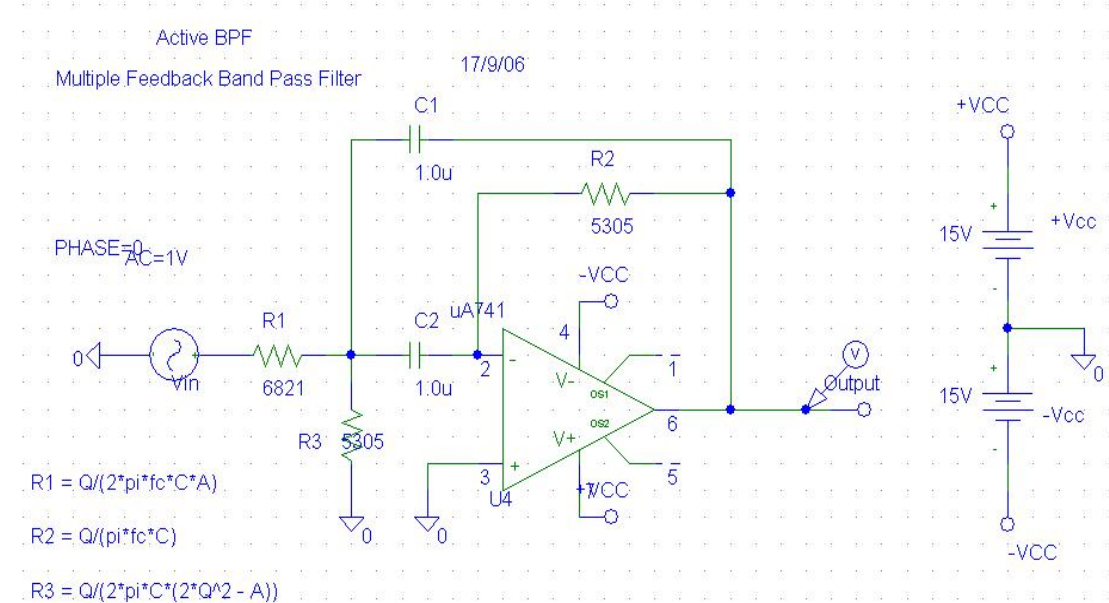 Active BPF
17/9/06
Multiple Feedback Band Pass Filter
C1
+VCC
1.0u
R2
5305
+
+Vcc
15V
PHASE=0
AC=1V
-VCC
-
uA741
R1
C2
4
0
2
-
1
V
Vin
6821
1.0u
V-
OS1
Output
0
+
15V
-Vcc
R3
5305
OS2
6
V+
-
3
+
5
U4
7
+VCC
0
0
-VCC
R1 = Q/(2*pi*fc*C*A)
R2 = Q/(pi*fc*C)
R3 = Q/(2*pi*C*(2*Q^2 - A))